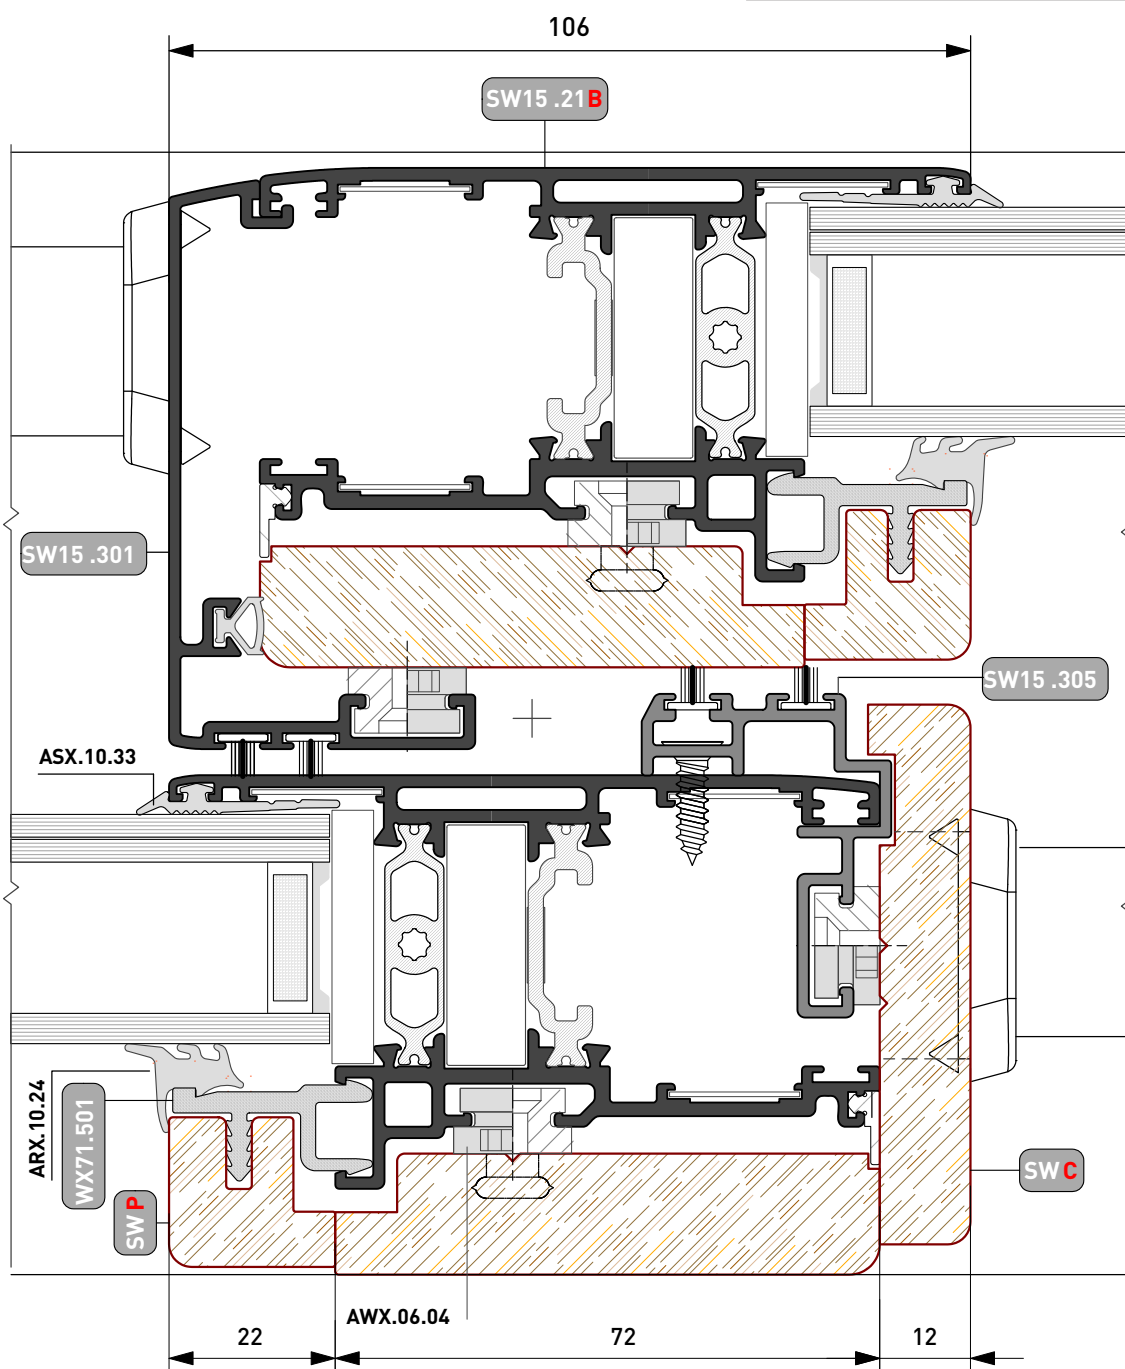 106
SW15 .21B
SW15 .301
SW15 .305
ASX.10.33
ARX.10.24
WX71.501
SW P
SW C
AWX.06.04
22
72
12